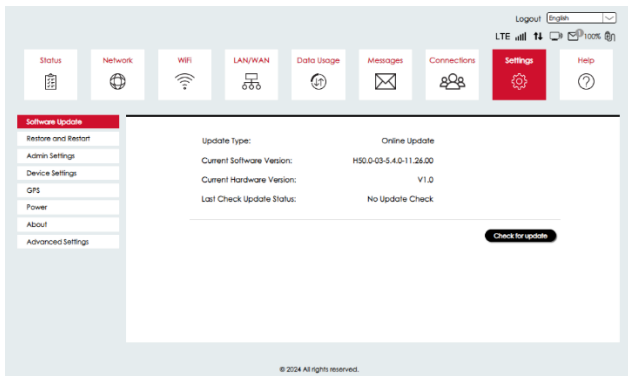 Logout English
LTE 100%
Status Network WiFi LAN/WAN Data Usage Messages Connections Settings Help
Software Update
Restore and Restart
Admin Settings
Device Settings
GPS
Power
About
Advanced Settings
Update Type: Online Update
Current Software Version: H50.0-03-5.4.0-11.26.00
Current Hardware Version: V1.0
Last Check Update Status: No Update Check
Check for update
© 2024 All rights reserved.